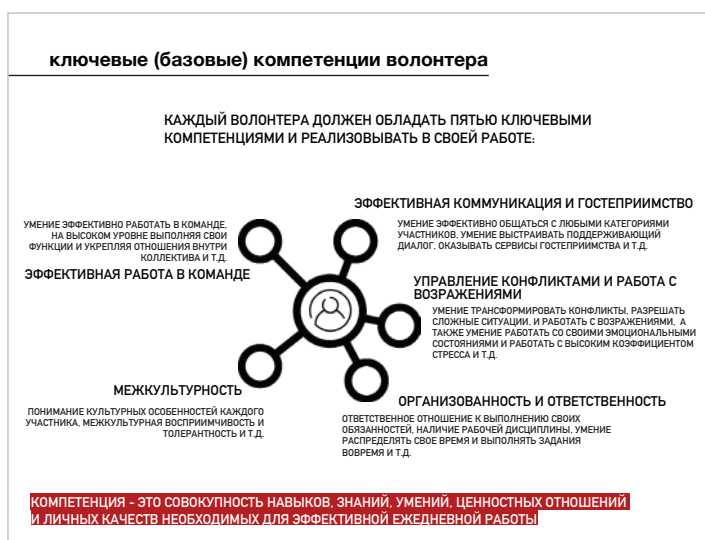 ключевые (базовые) компетенции волонтера
КАЖДЫЙ ВОЛОНТЕРА ДОЛЖЕН ОБЛАДАТЬ ПЯТЬЮ КЛЮЧЕВЫМИ
КОМПЕТЕНЦИЯМИ И РЕАЛИЗОВЫВАТЬ В СВОЕЙ РАБОТЕ:
УМЕНИЕ ЭФФЕКТИВНО РАБОТАТЬ В КОМАНДЕ,
НА ВЫСОКОМ УРОВНЕ ВЫПОЛНЯЯ СВОИ
ФУНКЦИИ И УКРЕПЛЯЯ ОТНОШЕНИЯ ВНУТРИ
КОЛЛЕКТИВА И Т.Д.
ЭФФЕКТИВНАЯ РАБОТА В КОМАНДЕ
ЭФФЕКТИВНАЯ КОММУНИКАЦИЯ И ГОСТЕПРИИМСТВО
УМЕНИЕ ЭФФЕКТИВНО ОБЩАТЬСЯ С ЛЮБЫМИ КАТЕГОРИЯМИ
УЧАСТНИКОВ, УМЕНИЕ ВЫСТРАИВАТЬ ПОДДЕРЖИВАЮЩИЙ
ДИАЛОГ, ОКАЗЫВАТЬ СЕРВИСЫ ГОСТЕПРИИМСТВА И Т.Д.
УПРАВЛЕНИЕ КОНФЛИКТАМИ И РАБОТА С
ВОЗРАЖЕНИЯМИ
УМЕНИЕ ТРАНСФОРМИРОВАТЬ КОНФЛИКТЫ, РАЗРЕШАТЬ
СЛОЖНЫЕ СИТУАЦИИ, И РАБОТАТЬ С ВОЗРАЖЕНИЯМИ, А
ТАКЖЕ УМЕНИЕ РАБОТАТЬ СО СВОИМИ ЭМОЦИОНАЛЬНЫМИ
СОСТОЯНИЯМИ И РАБОТАТЬ С ВЫСОКИМ КОЭФФИЦИЕНТОМ
СТРЕССА И Т.Д.
МЕЖКУЛЬТУРНОСТЬ
ПОНИМАНИЕ КУЛЬТУРНЫХ ОСОБЕННОСТЕЙ КАЖДОГО
УЧАСТНИКА, МЕЖКУЛЬТУРНАЯ ВОСПРИИМЧИВОСТЬ И
ТОЛЕРАНТНОСТЬ И Т.Д.
ОРГАНИЗОВАННОСТЬ И ОТВЕТСТВЕННОСТЬ
ОТВЕТСТВЕННОЕ ОТНОШЕНИЕ К ВЫПОЛНЕНИЮ СВОИХ
ОБЯЗАННОСТЕЙ, НАЛИЧИЕ РАБОЧЕЙ ДИСЦИПЛИНЫ, УМЕНИЕ
РАСПРЕДЕЛЯТЬ СВОЕ ВРЕМЯ И ВЫПОЛНЯТЬ ЗАДАНИЯ
ВОВРЕМЯ И Т.Д.
КОМПЕТЕНЦИЯ - ЭТО СОВОКУПНОСТЬ НАВЫКОВ, ЗНАНИЙ, УМЕНИЙ, ЦЕННОСТНЫХ ОТНОШЕНИЙ
И ЛИЧНЫХ КАЧЕСТВ НЕОБХОДИМЫХ ДЛЯ ЭФФЕКТИВНОЙ ЕЖЕДНЕВНОЙ РАБОТЫ